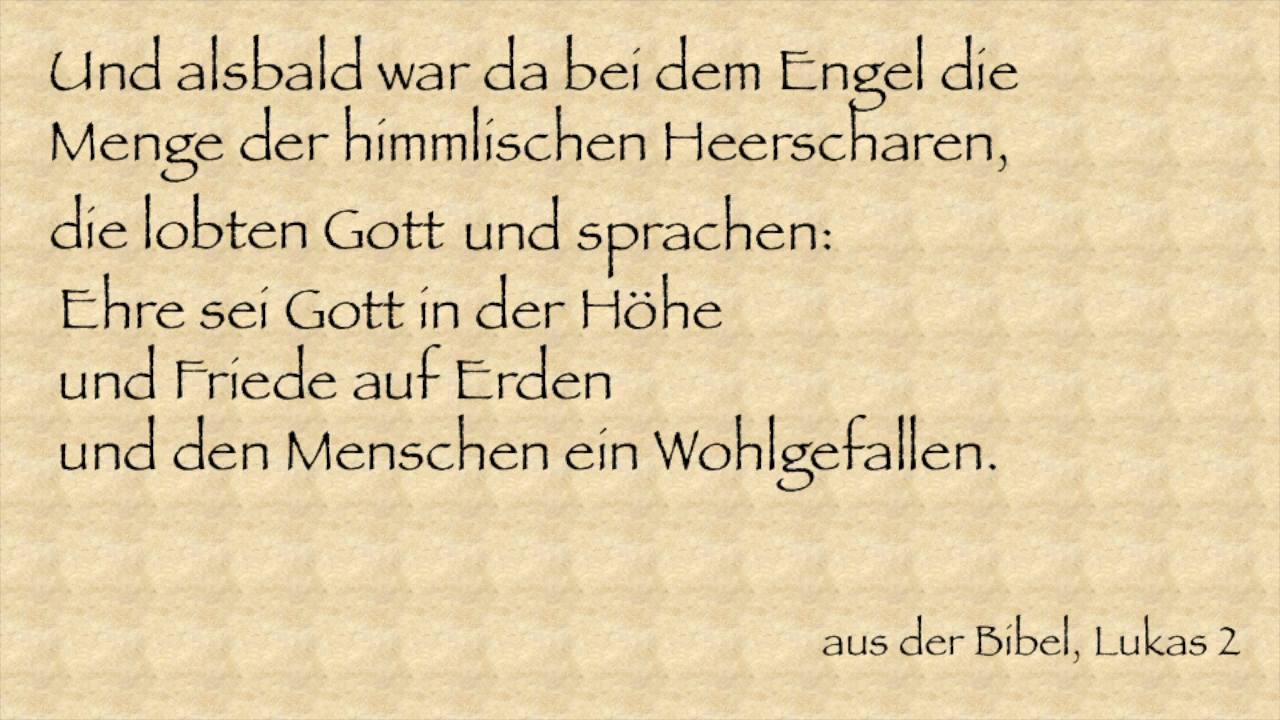 Und alsbald war da bei dem Engel die
Menge der himmlischen Heerscharen,
die lobten Gott und sprachen:
Ehre sei Gott in der Höhe
und Friede auf Erden
und den Menschen ein Wohlgefallen.
aus der Bibel, Lukas 2